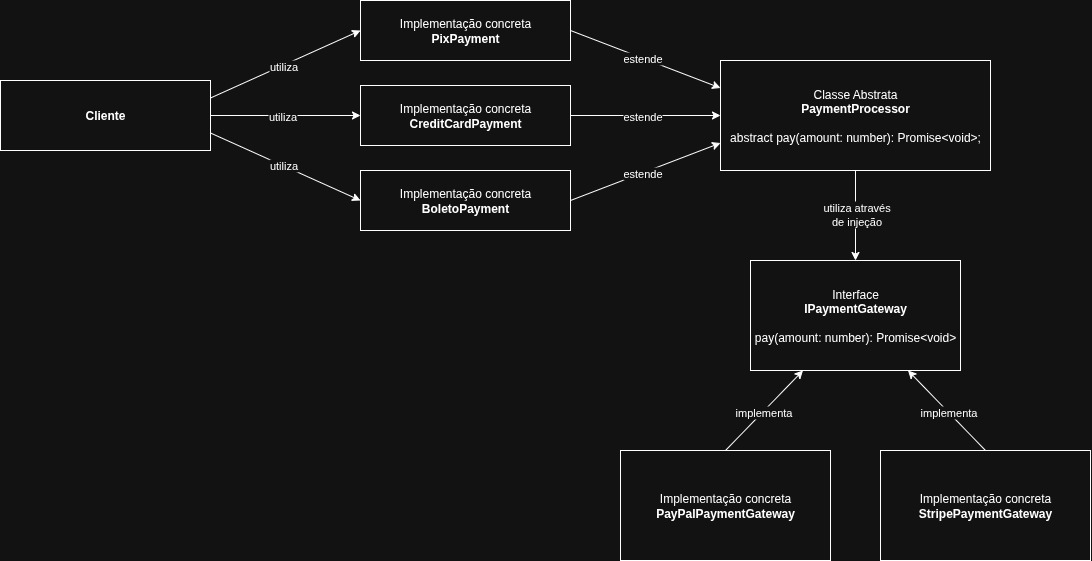 Implementação concreta
PixPayment
utiliza
estende
Cliente
utiliza
Implementação concreta
CreditCardPayment
estende
Classe Abstrata
PaymentProcessor
abstract pay(amount: number): Promise<void>;
utiliza
Implementação concreta
BoletoPayment
estende
utiliza através
de injeção
Interface
IPaymentGateway
pay(amount: number): Promise<void>
implementa
implementa
Implementação concreta
PayPalPaymentGateway
Implementação concreta
StripePaymentGateway